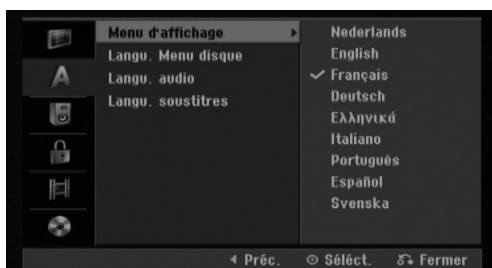 Menu d'affichage
Langu. Menu disque
Langu. audio
Langu. soustitres
Nederlands
English
Français
Deutsch
Ελληνικά
Italiano
Português
Español
Svenska
Préc. Séléct. Fermer